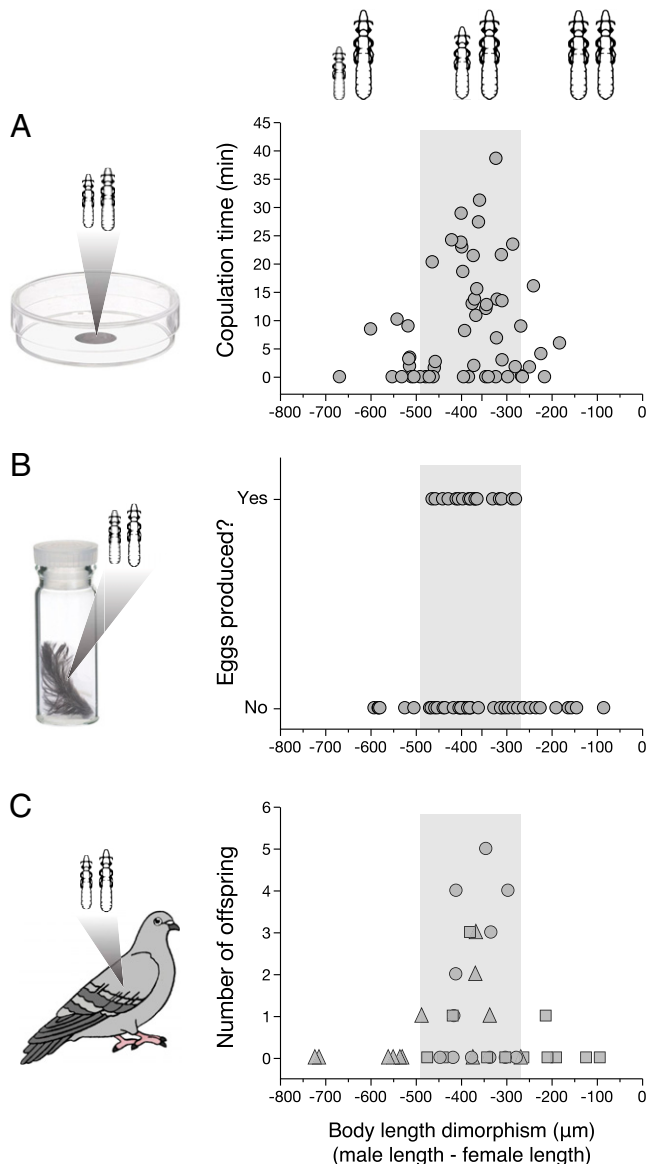 A
Copulation time (min)
45
40
35
30
25
20
15
10
5
0
-800 -700 -600 -500 -400 -300 -200 -100 0
B
Eggs produced?
Yes
No
-800 -700 -600 -500 -400 -300 -200 -100 0
C
Number of offspring
6
5
4
3
2
1
0
-800 -700 -600 -500 -400 -300 -200 -100 0
Body length dimorphism (µm)
(male length - female length)